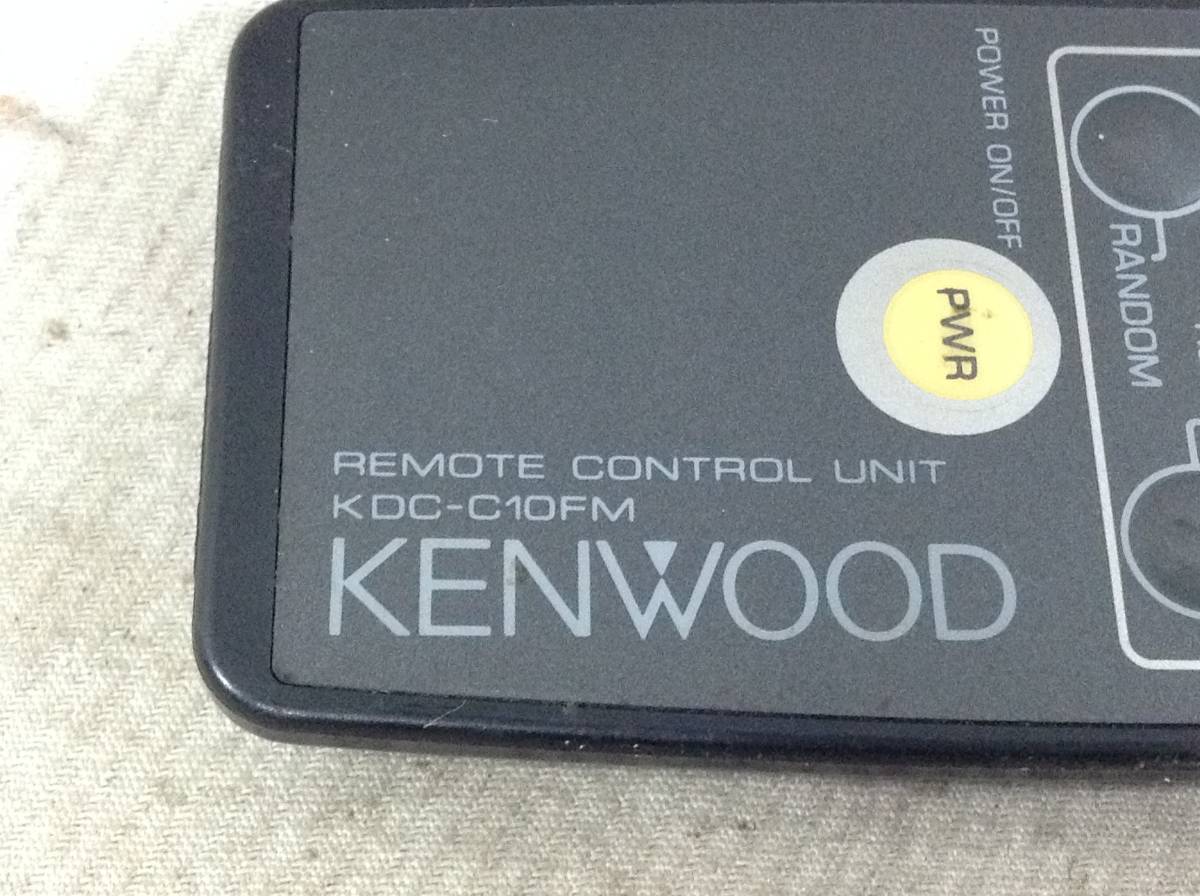 POWER ON/OFF
PWR
RANDOM
REMOTE CONTROL UNIT
KDC-C10FM
KENWOOD